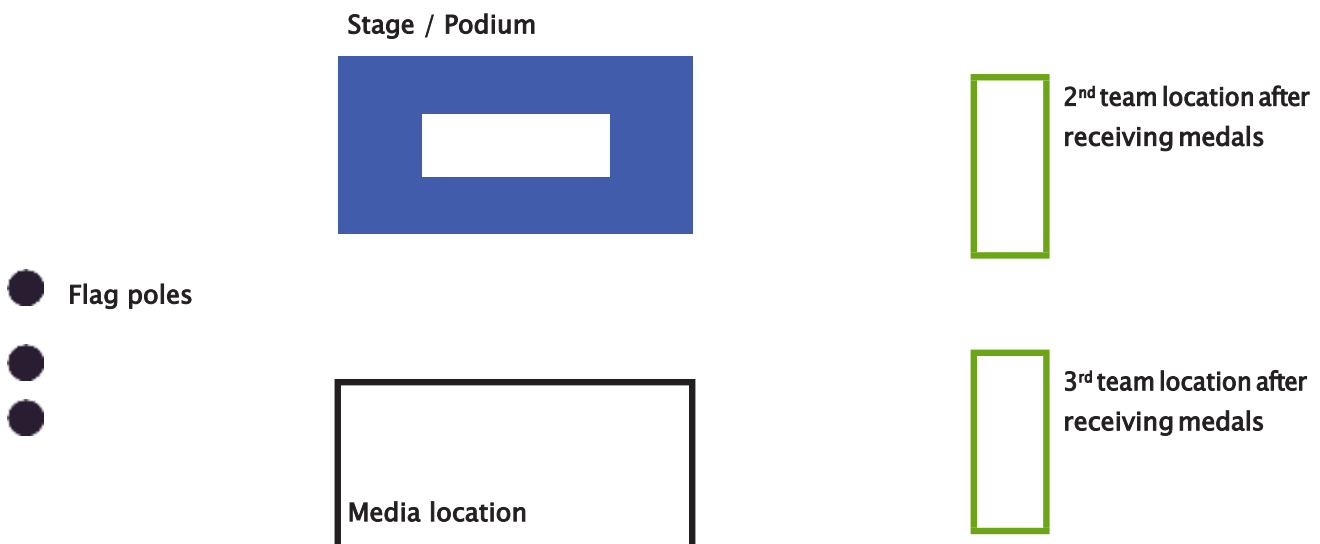 Stage / Podium
2nd team location after
receiving medals
Flag poles
3rd team location after
receiving medals
Media location